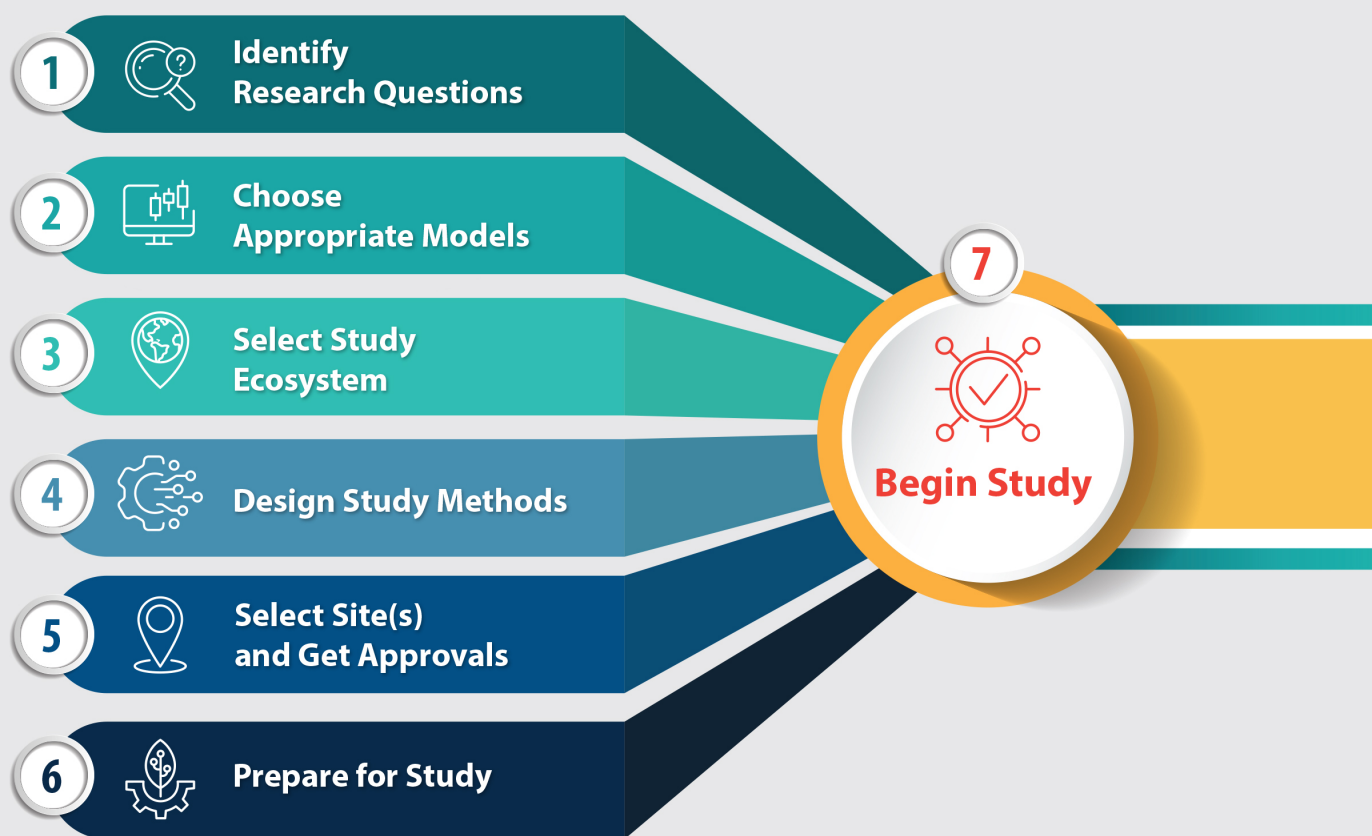 1
Identify
Research Questions
2
Choose
Appropriate Models
3
Select Study
Ecosystem
4
Design Study Methods
5
Select Site(s)
and Get Approvals
6
Prepare for Study
7
Begin Study
?